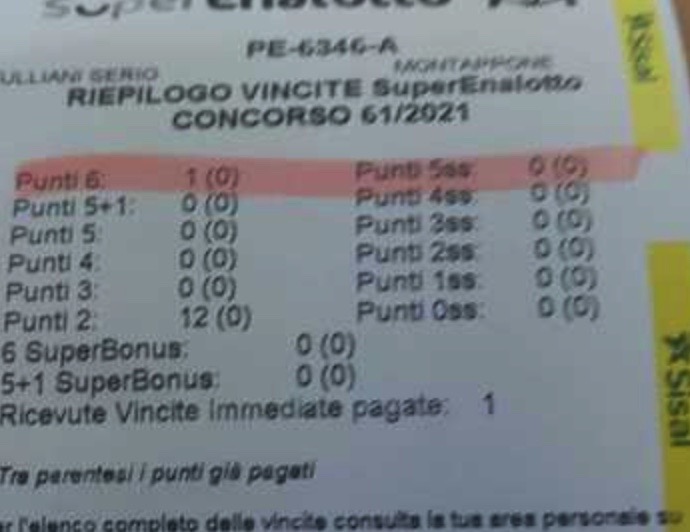 SuperEnalotto
PE-6346-A
ULLIANI SERIO MONTAPPONE
RIEPILOGO VINCITE SuperEnalotto
CONCORSO 61/2021
Punti 6: 1 (0) Punti 5ss: 0 (0)
Punti 5+1: 0 (0) Punti 4ss: 0 (0)
Punti 5: 0 (0) Punti 3ss: 0 (0)
Punti 4: 0 (0) Punti 2ss: 0 (0)
Punti 3: 0 (0) Punti 1ss: 0 (0)
Punti 2: 12 (0) Punti 0ss: 0 (0)
6 SuperBonus: 0 (0)
5+1 SuperBonus: 0 (0)
Ricevute Vincite Immediate pagate: 1
Tra parentesi i punti già pagati
er l'elenco completo delle vincite consulta la tua area personale su
Sisal
Sisal